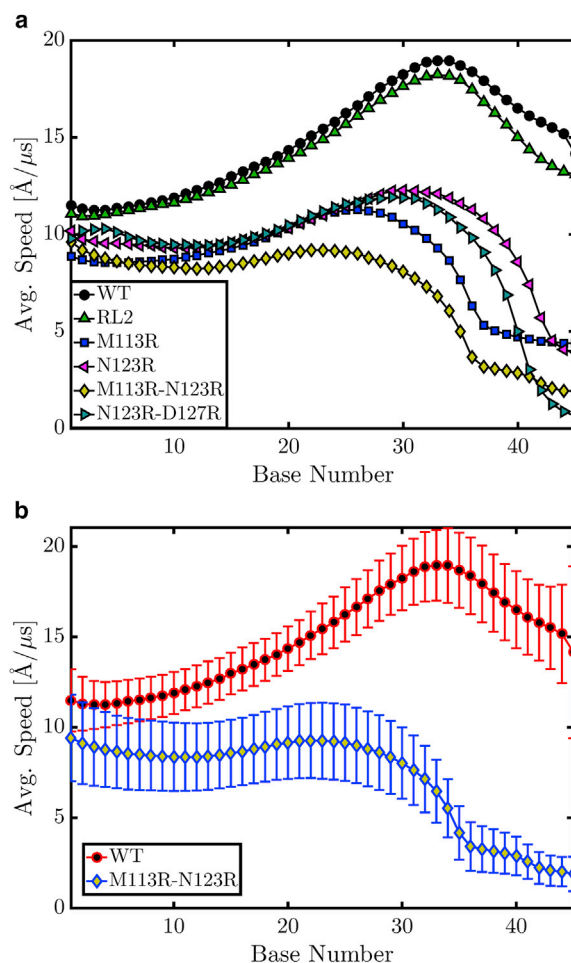 a
20
15
10
5
0
Avg. Speed [Å/μs]
WT
RL2
M113R
N123R
M113R-N123R
N123R-D127R
10 20 30 40
Base Number
b
20
15
10
5
0
Avg. Speed [Å/μs]
WT
M113R-N123R
10 20 30 40
Base Number